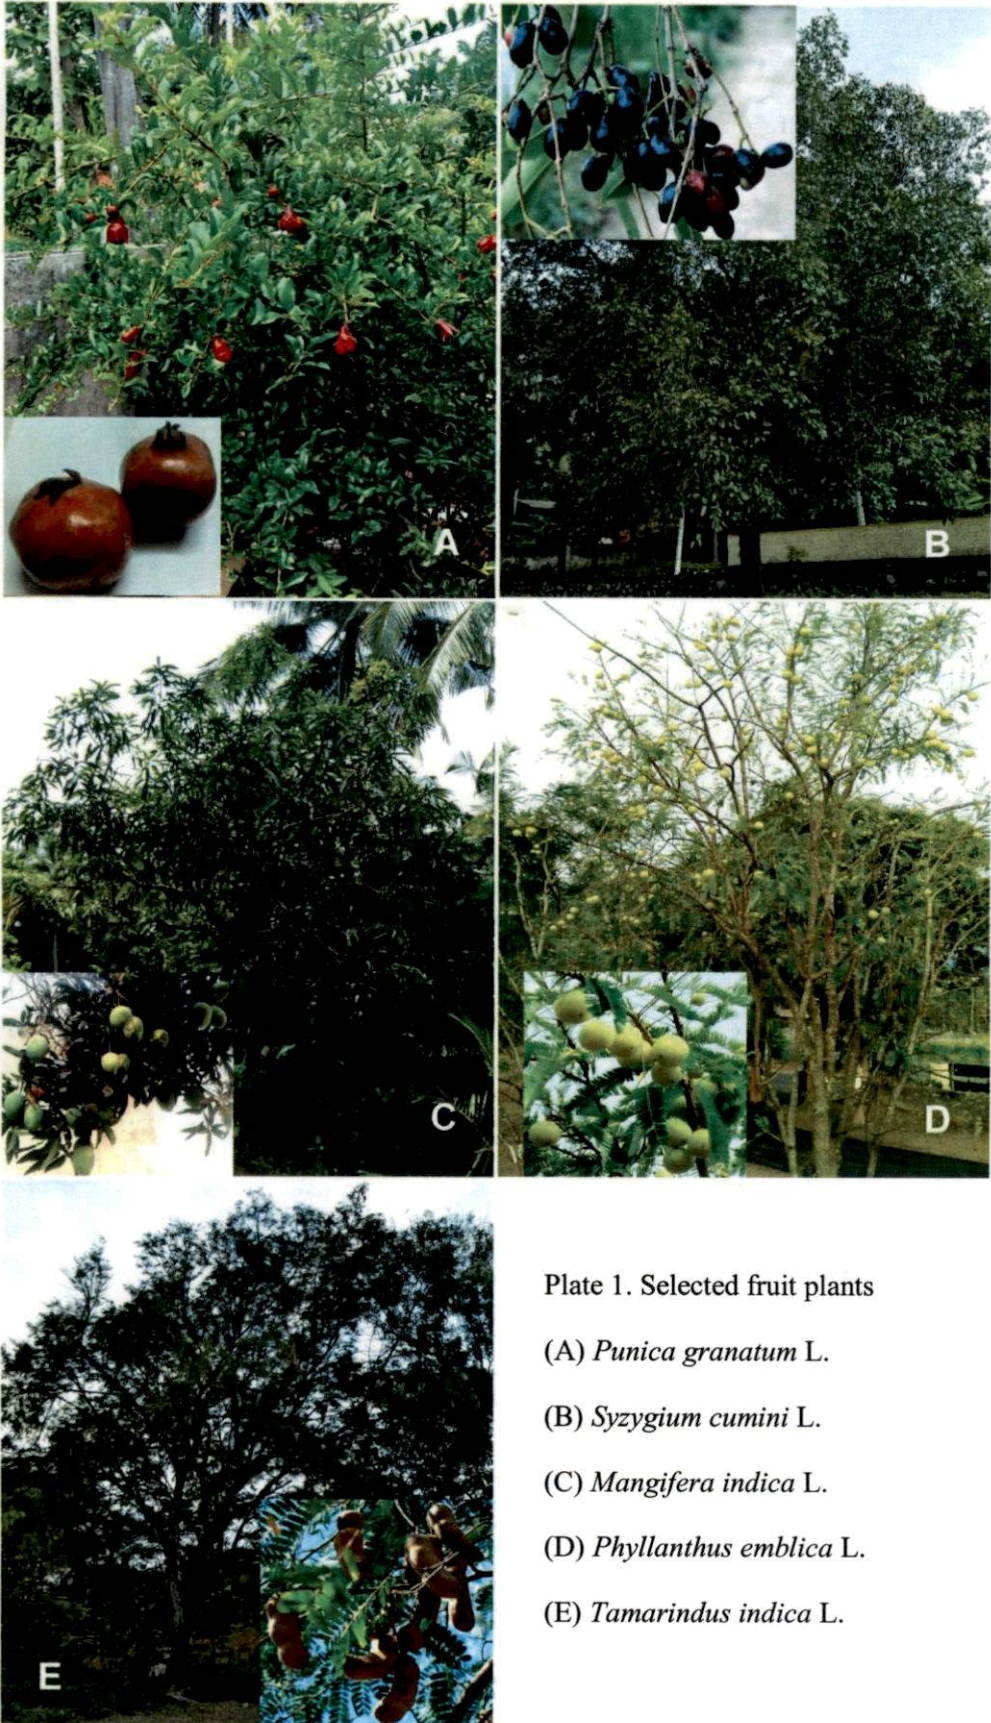 A
B
C
D
E
Plate 1. Selected fruit plants
(A) Punica granatum L.
(B) Syzygium cumini L.
(C) Mangifera indica L.
(D) Phyllanthus emblica L.
(E) Tamarindus indica L.